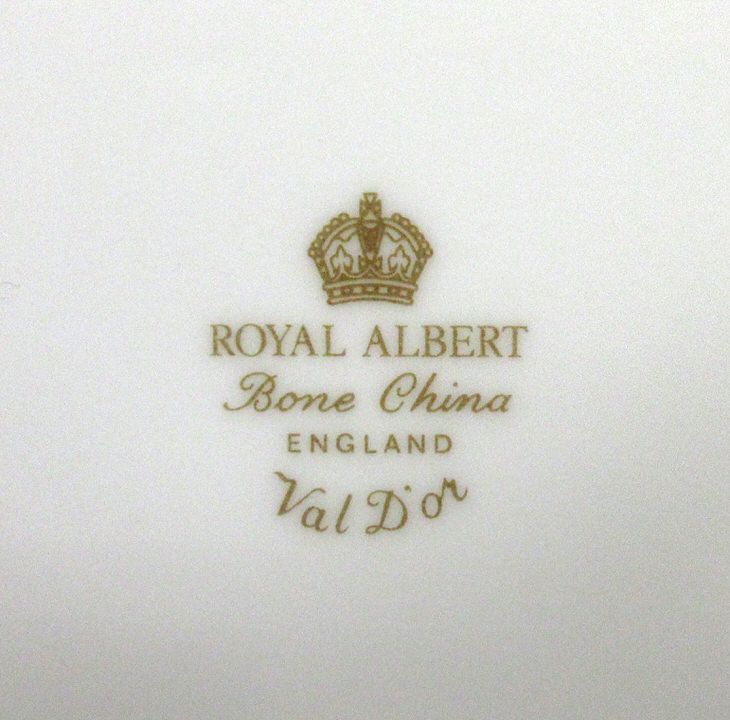 ROYAL ALBERT
Bone China
ENGLAND
Val D'or